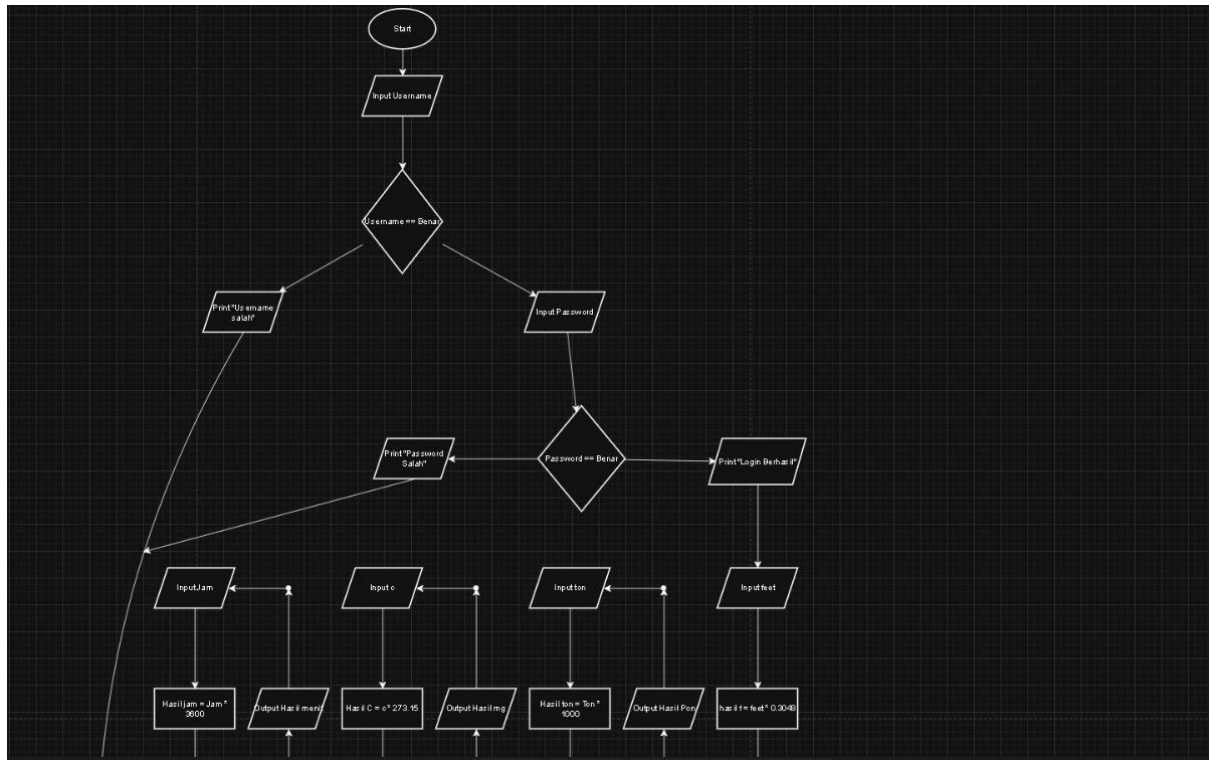 Start
Input Username
Username == Benar
Print"Username
salah"
Input Password
Print"Password
Salah"
Password == Benar
Print"Login Berhasil"
Input Jam
Input c
Input ton
Input feet
Hasil jam = Jam *
3600
Output Hasil menit
Hasil C = c * 273.15
Output Hasil mg
Hasil ton = Ton *
1000
Output Hasil Pon
hasil f = feet * 0.3048